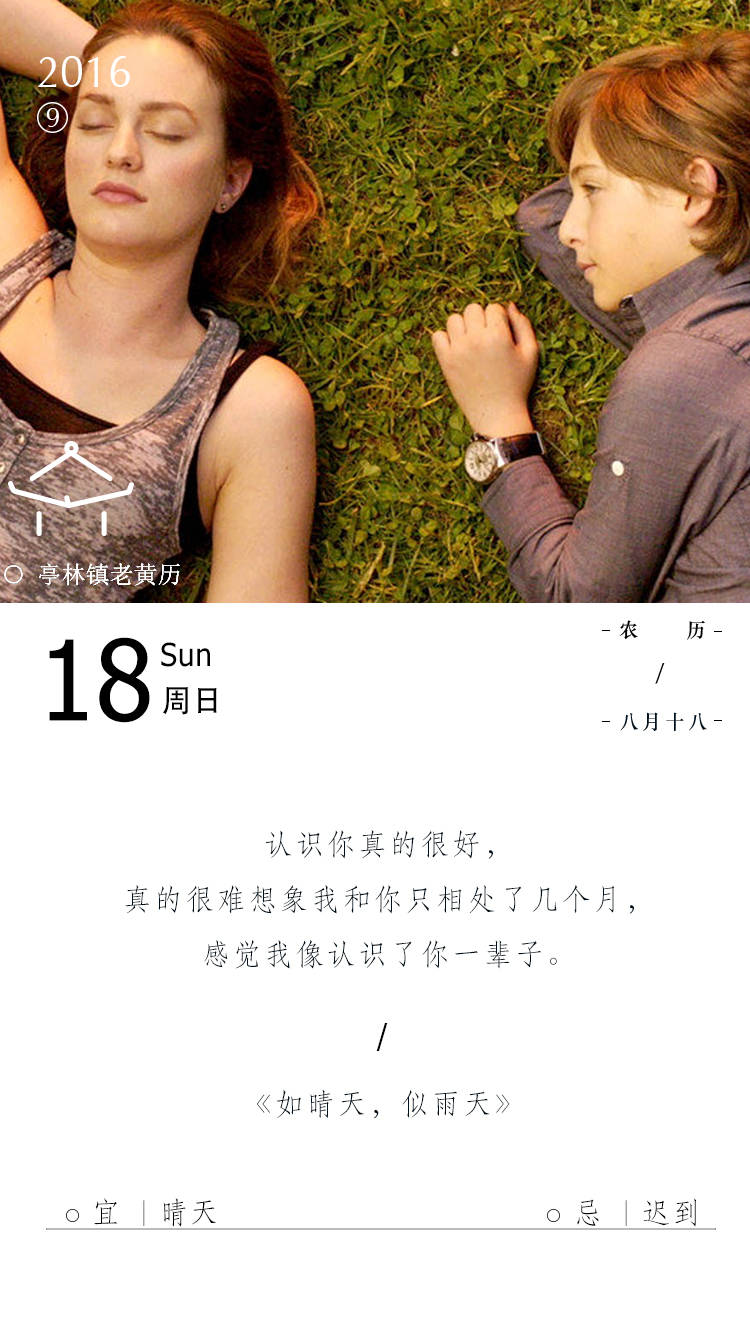 2016
⑨
亭林镇老黄历
18
Sun
周日
- 农 历 -
/
- 八月十八 -
认识你真的很好，
真的很难想象我和你只相处了几个月，
感觉我像认识了你一辈子。
/
《如晴天，似雨天》
○ 宜 | 晴天
○ 忌 | 迟到